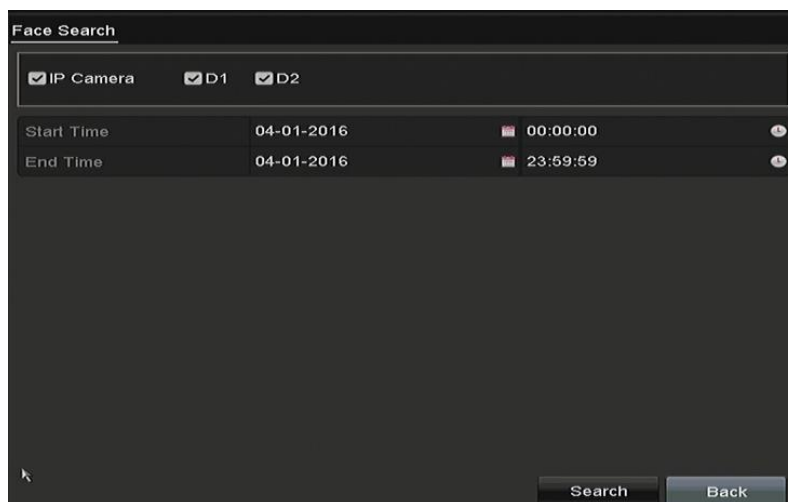 Face Search
IP Camera D1 D2
Start Time 04-01-2016 00:00:00
End Time 04-01-2016 23:59:59
Search Back